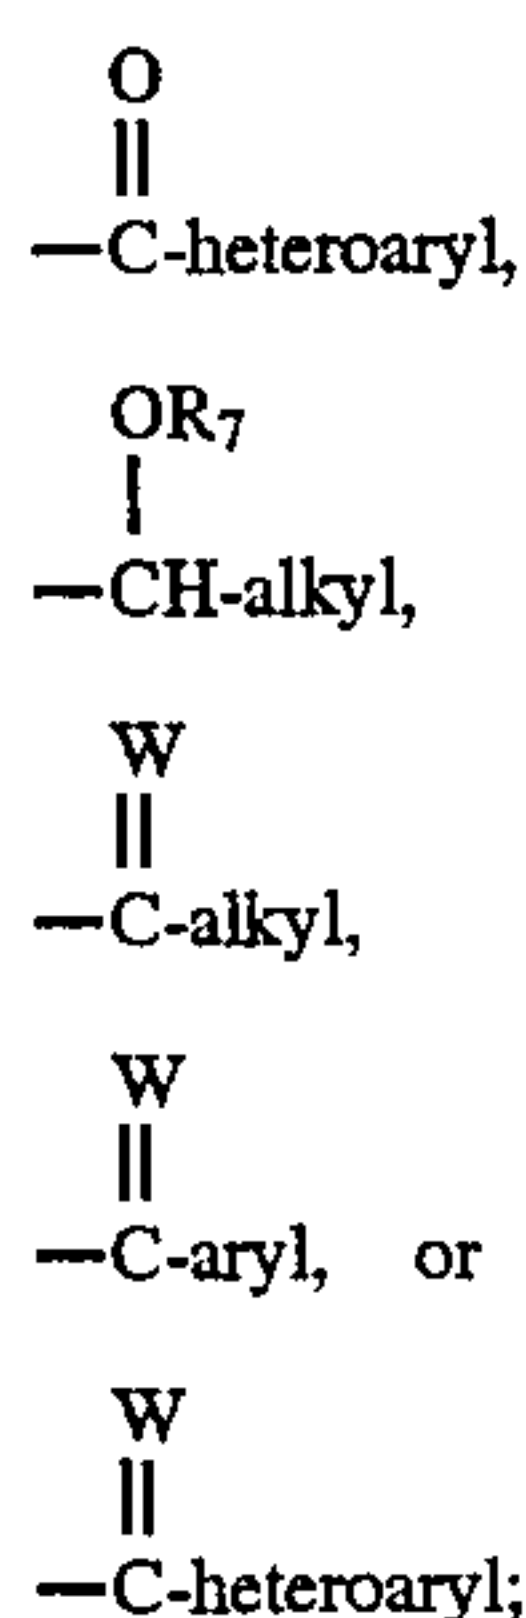 O
||
—C-heteroaryl,
OR₇
|
—CH-alkyl,
W
||
—C-alkyl,
W
||
—C-aryl, or
W
||
—C-heteroaryl;